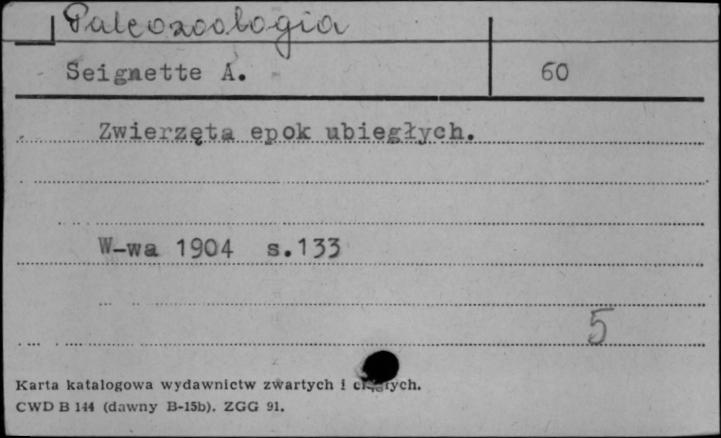 Paleozoologia
Seignette A. 60
Zwierzęta epok ubiegłych.
W-wa 1904 s.133
5
Karta katalogowa wydawnictw zwartych i ciągłych.
CWD B 144 (dawny B-15b). ZGG 91.